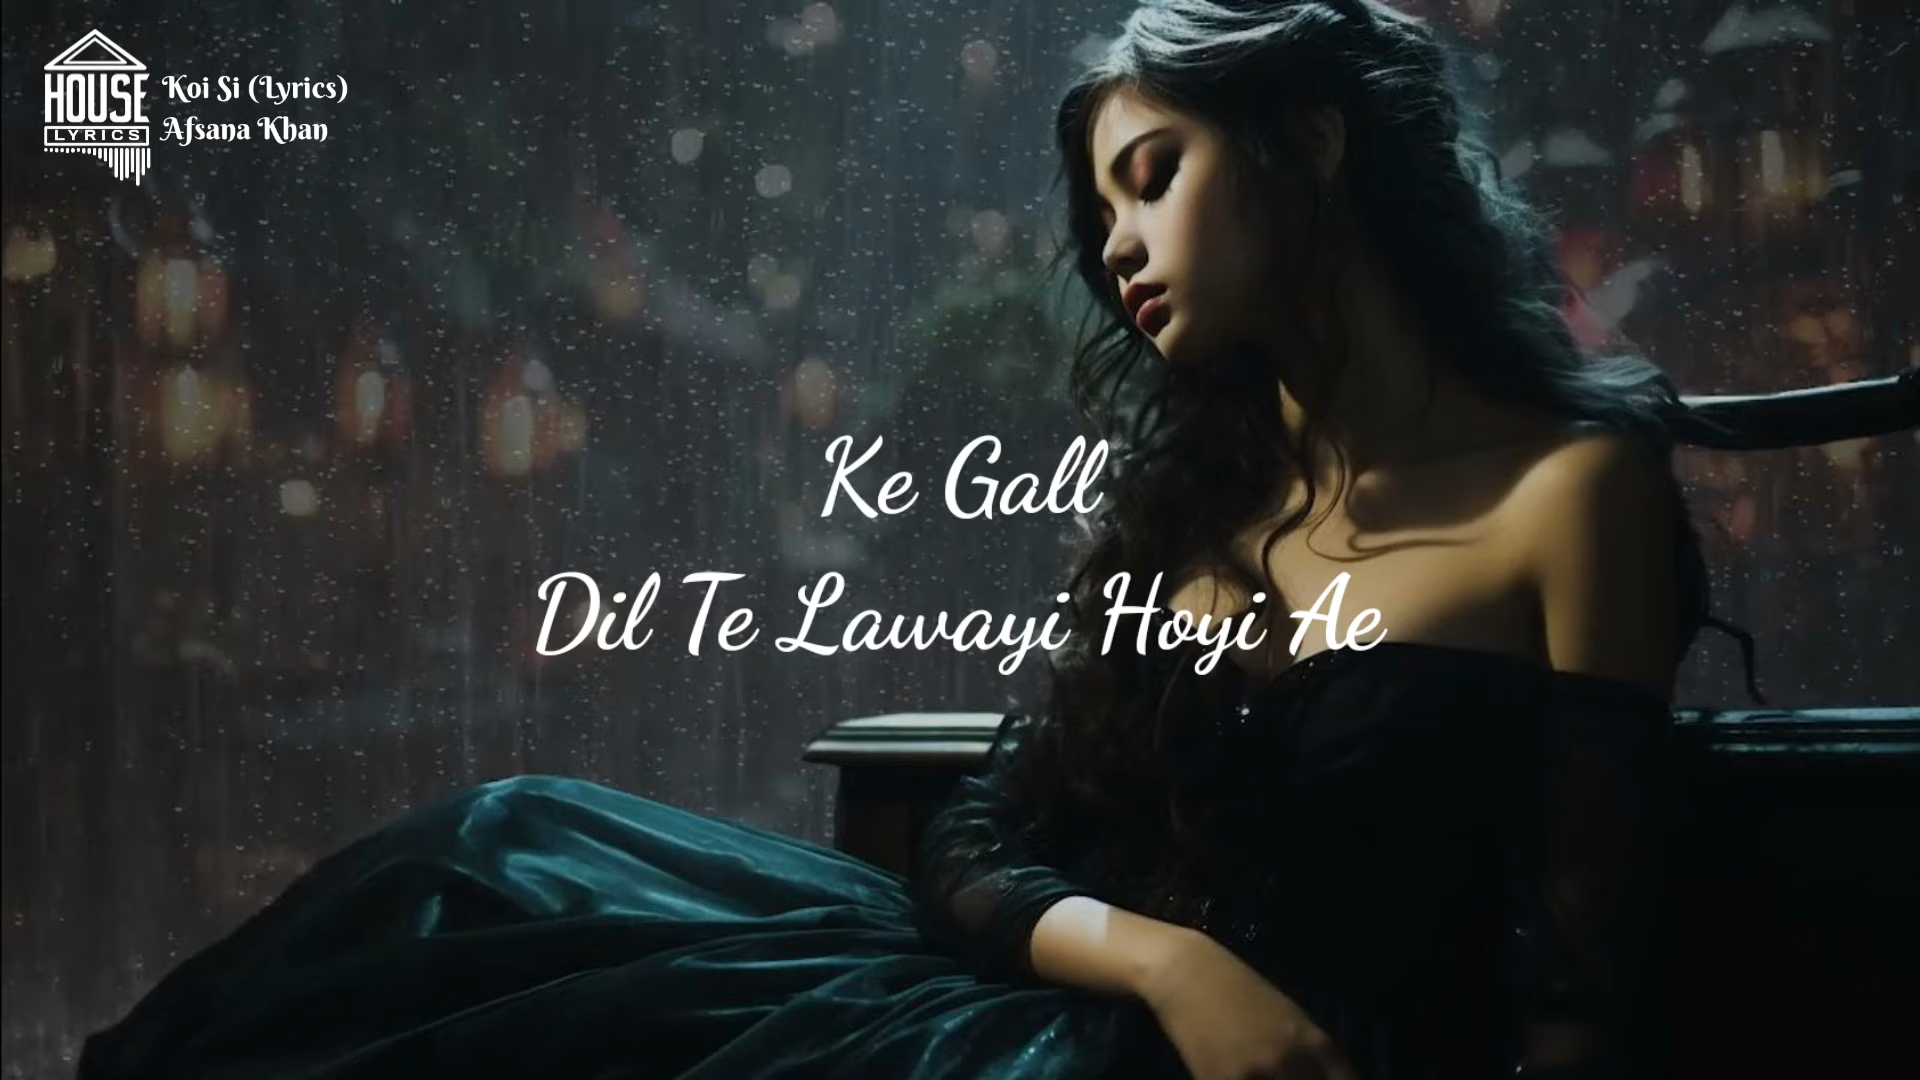 HOUSE
LYRICS
Koi Si (Lyrics)
Afsana Khan
Ke Gall
Dil Te Lawayi Hoyi Ae